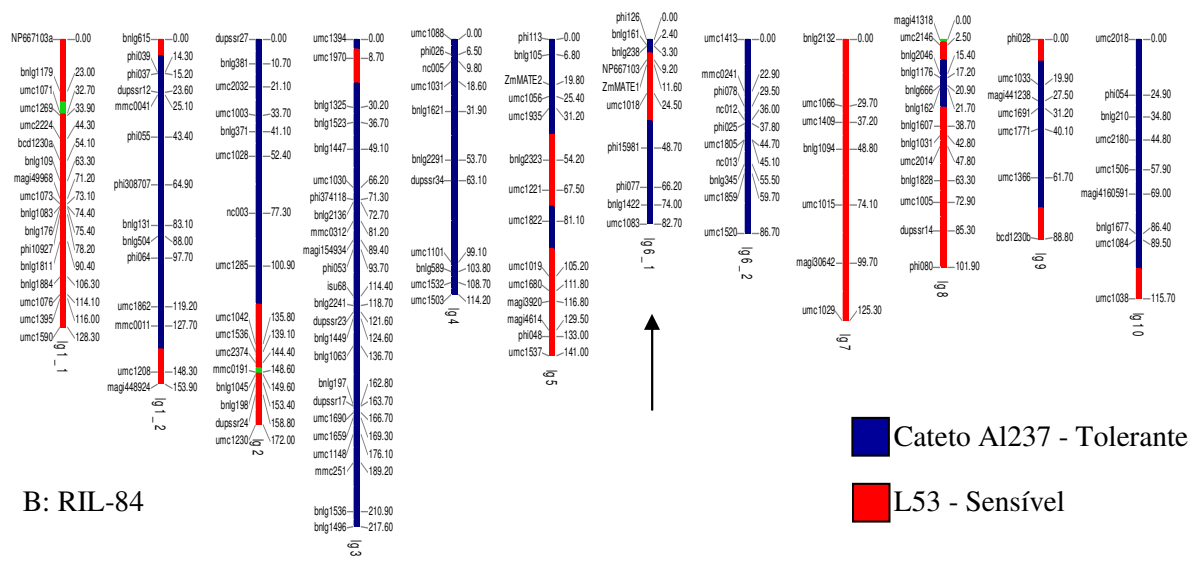 NP667103a 0.00
bnlg1179 23.00
umc1071 32.70
umc1269 33.90
umc2224 44.30
bcd1230a 54.10
bnlg109 63.30
magi49968 71.20
umc1073 73.10
bnlg1083 74.40
bnlg176 75.40
phi10927 78.20
bnlg1811 90.40
bnlg1884 106.30
umc1076 114.10
umc1395 116.00
umc1590 128.30
lg1_1
bnlg615 0.00
phi039 14.30
phi037 15.20
dupssr12 23.60
mmc0041 25.10
phi055 43.40
phi308707 64.90
bnlg131 83.10
bnlg504 88.00
phi064 97.70
umc1862 119.20
mmc0011 127.70
umc1208 148.30
magi448924 153.90
lg1_2
dupssr27 0.00
bnlg381 10.70
umc2032 21.10
umc1003 33.70
bnlg371 41.10
umc1028 52.40
nc003 77.30
umc1285 100.90
umc1042 135.80
umc1536 139.10
umc2374 144.40
mmc0191 148.60
bnlg1045 149.60
bnlg198 153.40
dupssr24 158.80
umc1230 172.00
lg2
umc1394 0.00
umc1970 8.70
bnlg1325 30.20
bnlg1523 36.70
bnlg1447 49.10
umc1030 66.20
phi374118 71.30
bnlg2136 72.70
mmc0312 81.20
magi154934 89.40
phi053 93.70
isu68 114.40
bnlg2241 118.70
dupssr23 121.60
bnlg1449 124.60
bnlg1063 136.70
bnlg197 162.80
dupssr17 163.70
umc1690 166.70
umc1659 169.30
umc1148 176.10
mmc251 189.20
bnlg1536 210.90
bnlg1496 217.60
lg3
umc1088 0.00
phi026 6.50
nc005 9.80
umc1031 18.60
bnlg1621 31.90
bnlg2291 53.70
dupssr34 63.10
umc1101 99.10
bnlg589 103.80
umc1532 108.70
umc1503 114.20
lg4
phi113 0.00
bnlg105 6.80
ZmMATE2 19.80
umc1056 25.40
umc1935 31.20
bnlg2323 54.20
umc1221 67.50
umc1822 81.10
umc1019 105.20
umc1680 111.80
magi3920 116.80
magi4614 129.50
phi048 133.00
umc1537 141.00
lg5
phi126 0.00
bnlg161 2.40
bnlg238 3.30
NP667103 9.20
ZmMATE1 11.60
umc1018 24.50
phi15981 48.70
phi077 66.20
bnlg1422 74.00
umc1083 82.70
lg6_1
umc1413 0.00
mmc0241 22.90
phi078 29.50
nc012 36.00
phi025 37.80
umc1805 44.70
nc013 45.10
bnlg345 55.50
umc1859 59.70
umc1520 86.70
lg6_2
bnlg2132 0.00
umc1066 29.70
umc1409 37.20
bnlg1094 48.80
umc1015 74.10
magi30642 99.70
umc1029 125.30
lg7
magi41318 0.00
umc2146 2.50
bnlg2046 15.40
bnlg1176 17.20
bnlg666 20.90
bnlg162 21.70
bnlg1607 38.70
bnlg1031 42.80
umc2014 47.80
bnlg1828 63.30
umc1005 72.90
dupssr14 85.30
phi080 101.90
lg8
phi028 0.00
umc1033 19.90
magi441238 27.50
umc1691 31.20
umc1771 40.10
umc1366 61.70
bcd1230b 88.80
lg9
umc2018 0.00
phi054 24.90
bnlg210 34.80
umc2180 44.80
umc1506 57.90
magi4160591 69.00
bnlg1677 86.40
umc1084 89.50
umc1038 115.70
lg10
Cateto Al237 - Tolerante
L53 - Sensível
B: RIL-84